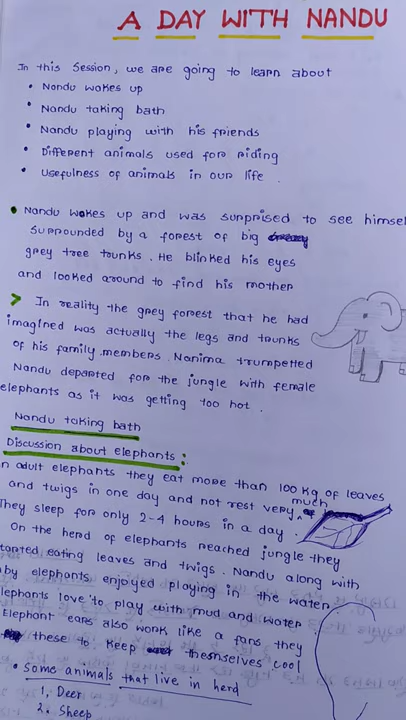 A DAY WITH NANDU
In this Session, we are going to learn about
• Nandu wakes up
• Nandu taking bath
• Nandu playing with his friends
• Different animals used for riding
• Usefulness of animals in our life.
• Nandu wakes up and was surprised to see himsel
surrounded by a forest of big
grey tree trunks. He blinked his eyes
and looked around to find his mother
> In reality the grey forest that he had
imagined was actually the legs and trunks
of his family members. Nanima trumpetted
Nandu departed for the jungle with female
elephants as it was getting too hot.
Nandu taking bath
Discussion about elephants:
n adult elephants they eat more than 100 kg of leaves
and twigs in one day and not rest very much
They sleep for only 2-4 hours in a day.
On the herd of elephants reached jungle they
tarted eating leaves and twigs. Nandu along with
by elephants enjoyed playing in the water
lephants love to play with mud and water.
Elephant ears also work like a fans they
these to keep themselves cool
• Some animals that live in herd
1. Deer
2. Sheep